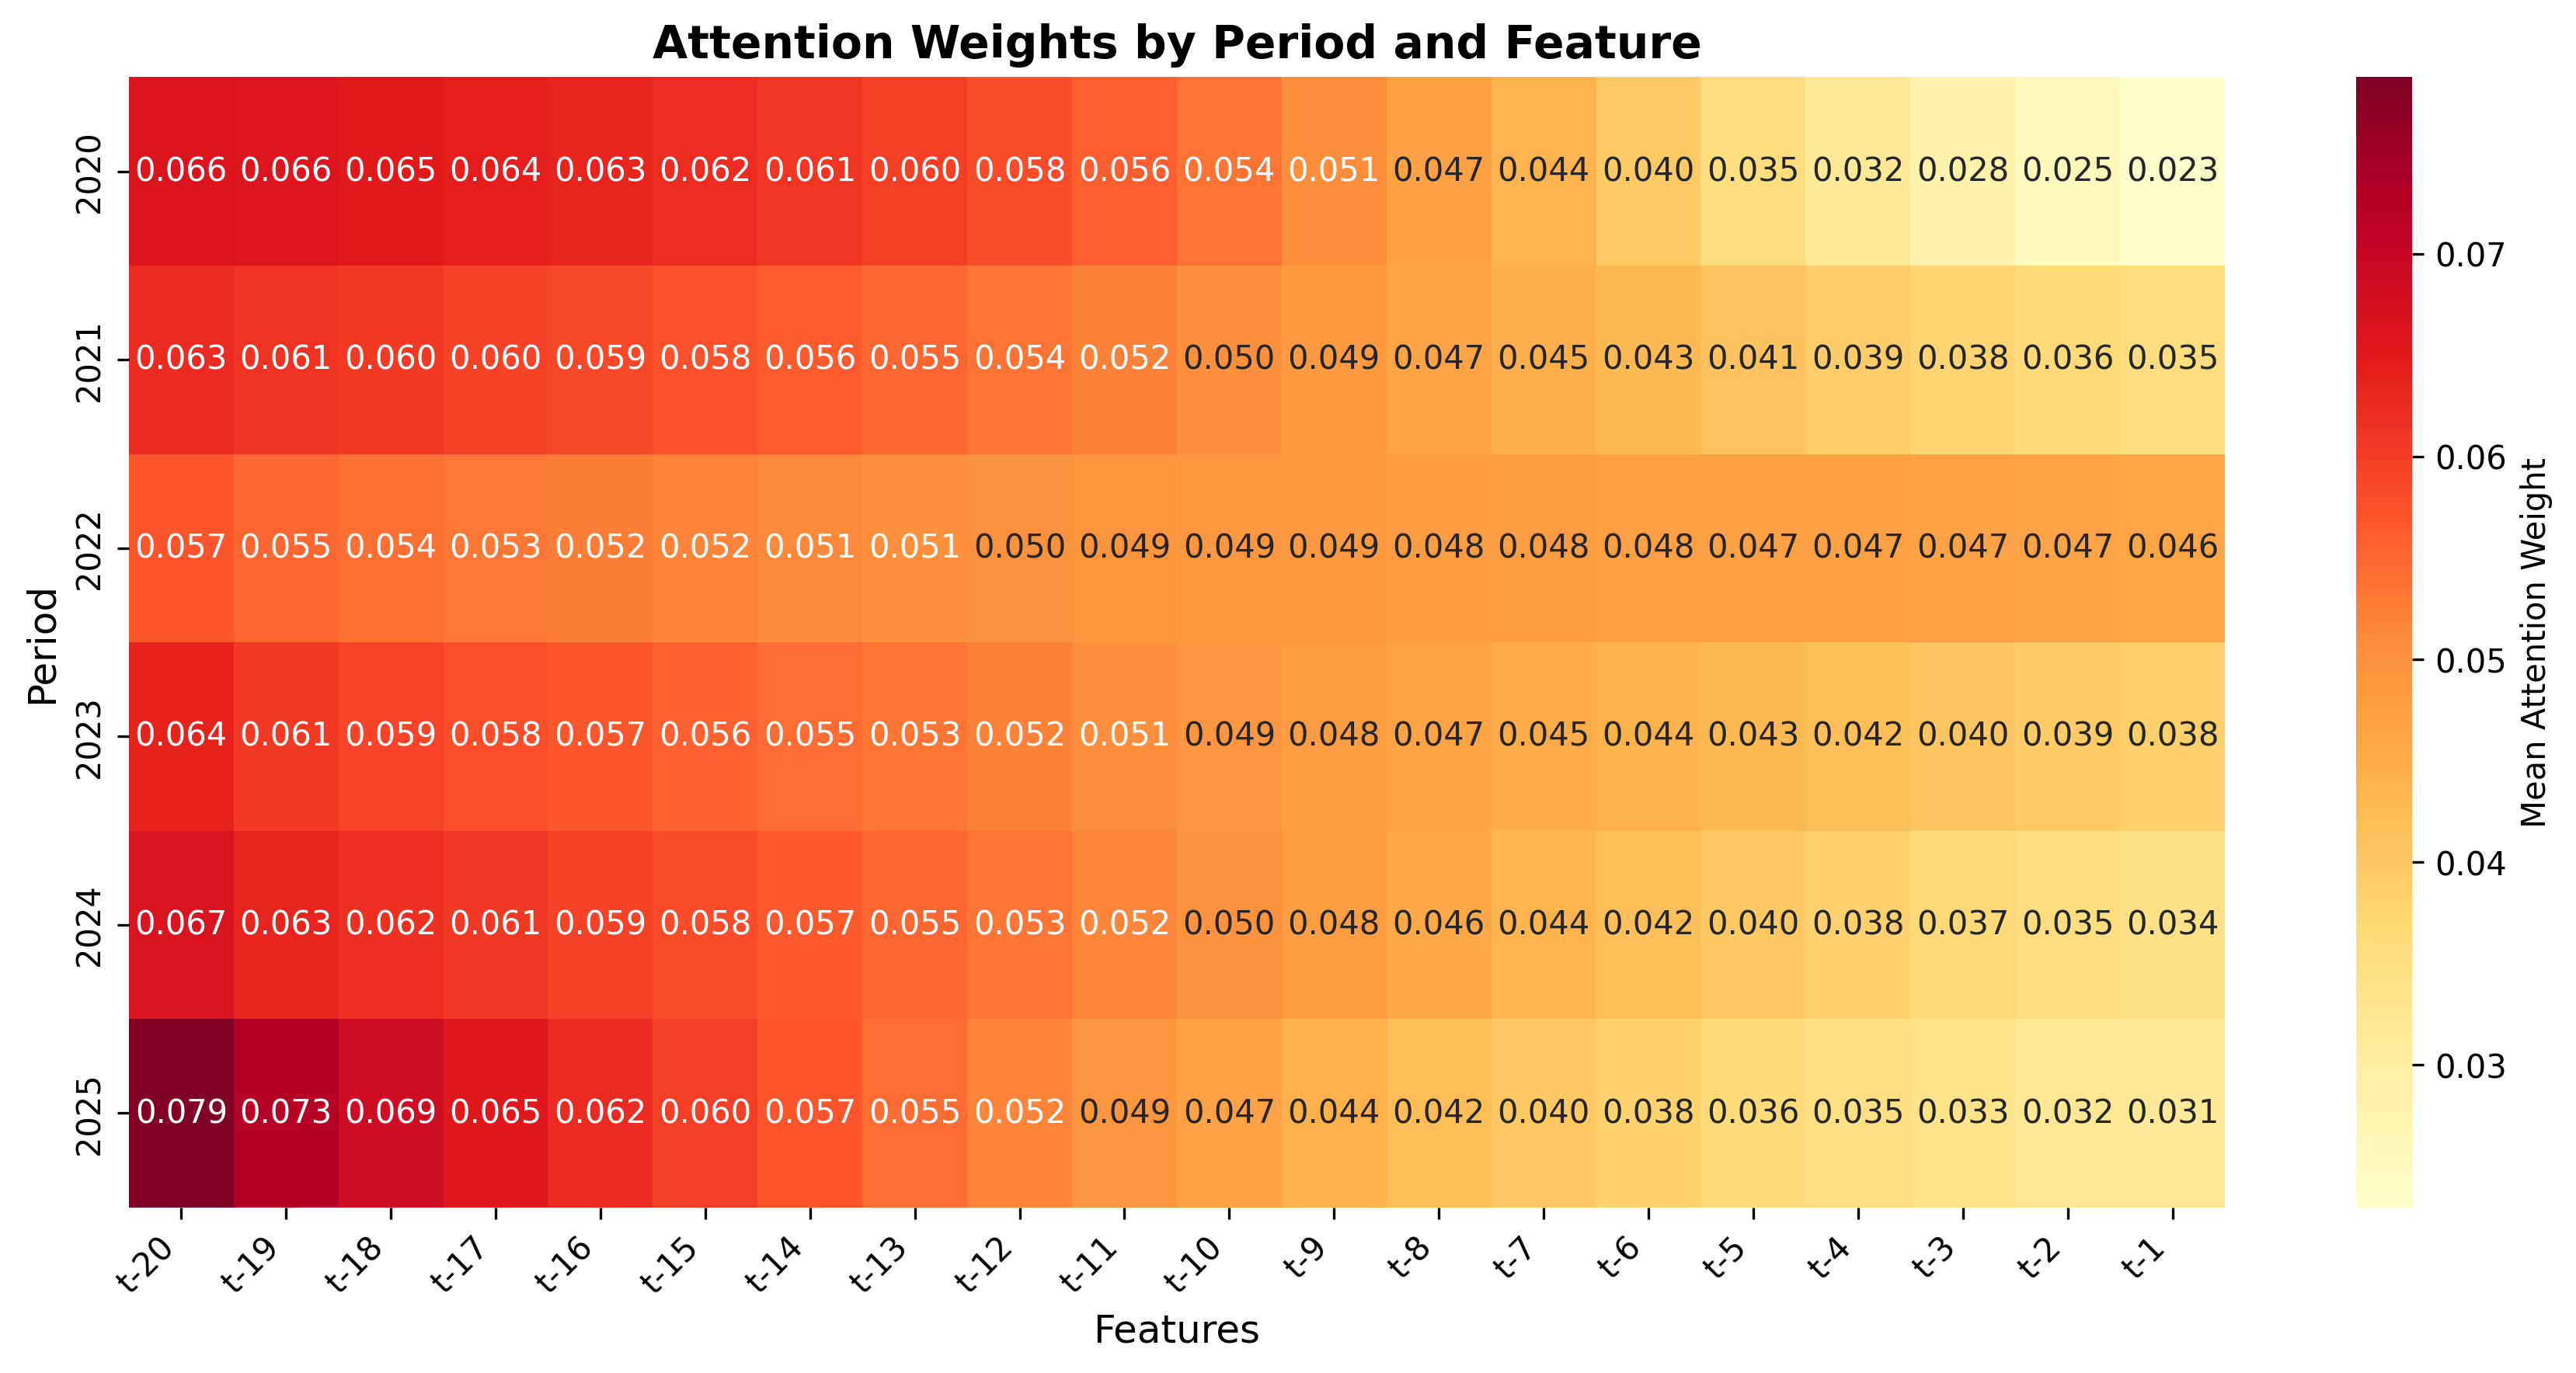 Attention Weights by Period and Feature
2020 0.066 0.066 0.065 0.064 0.063 0.062 0.061 0.060 0.058 0.056 0.054 0.051 0.047 0.044 0.040 0.035 0.032 0.028 0.025 0.023
2021 0.063 0.061 0.060 0.060 0.059 0.058 0.056 0.055 0.054 0.052 0.050 0.049 0.047 0.045 0.043 0.041 0.039 0.038 0.036 0.035
2022 0.057 0.055 0.054 0.053 0.052 0.052 0.051 0.051 0.050 0.049 0.049 0.049 0.048 0.048 0.048 0.047 0.047 0.047 0.047 0.046
2023 0.064 0.061 0.059 0.058 0.057 0.056 0.055 0.053 0.052 0.051 0.049 0.048 0.047 0.045 0.044 0.043 0.042 0.040 0.039 0.038
2024 0.067 0.063 0.062 0.061 0.059 0.058 0.057 0.055 0.053 0.052 0.050 0.048 0.046 0.044 0.042 0.040 0.038 0.037 0.035 0.034
2025 0.079 0.073 0.069 0.065 0.062 0.060 0.057 0.055 0.052 0.049 0.047 0.044 0.042 0.040 0.038 0.036 0.035 0.033 0.032 0.031
Period
t-20 t-19 t-18 t-17 t-16 t-15 t-14 t-13 t-12 t-11 t-10 t-9 t-8 t-7 t-6 t-5 t-4 t-3 t-2 t-1
Features
0.07
0.06
0.05
0.04
0.03
Mean Attention Weight